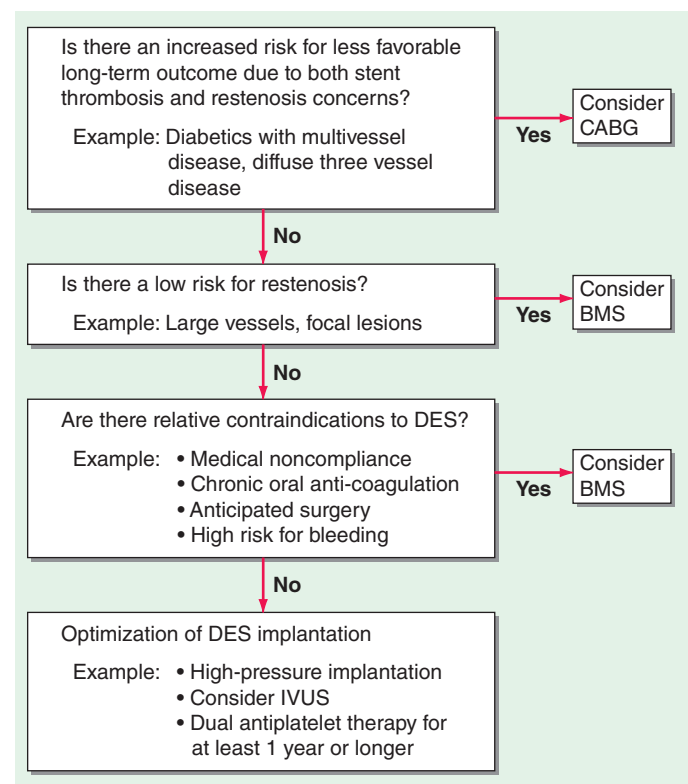 Is there an increased risk for less favorable
long-term outcome due to both stent
thrombosis and restenosis concerns?
Example: Diabetics with multivessel
disease, diffuse three vessel
disease
Yes
Consider
CABG
No
Is there a low risk for restenosis?
Example: Large vessels, focal lesions
Yes
Consider
BMS
No
Are there relative contraindications to DES?
Example: • Medical noncompliance
• Chronic oral anti-coagulation
• Anticipated surgery
• High risk for bleeding
Yes
Consider
BMS
No
Optimization of DES implantation
Example: • High-pressure implantation
• Consider IVUS
• Dual antiplatelet therapy for
at least 1 year or longer